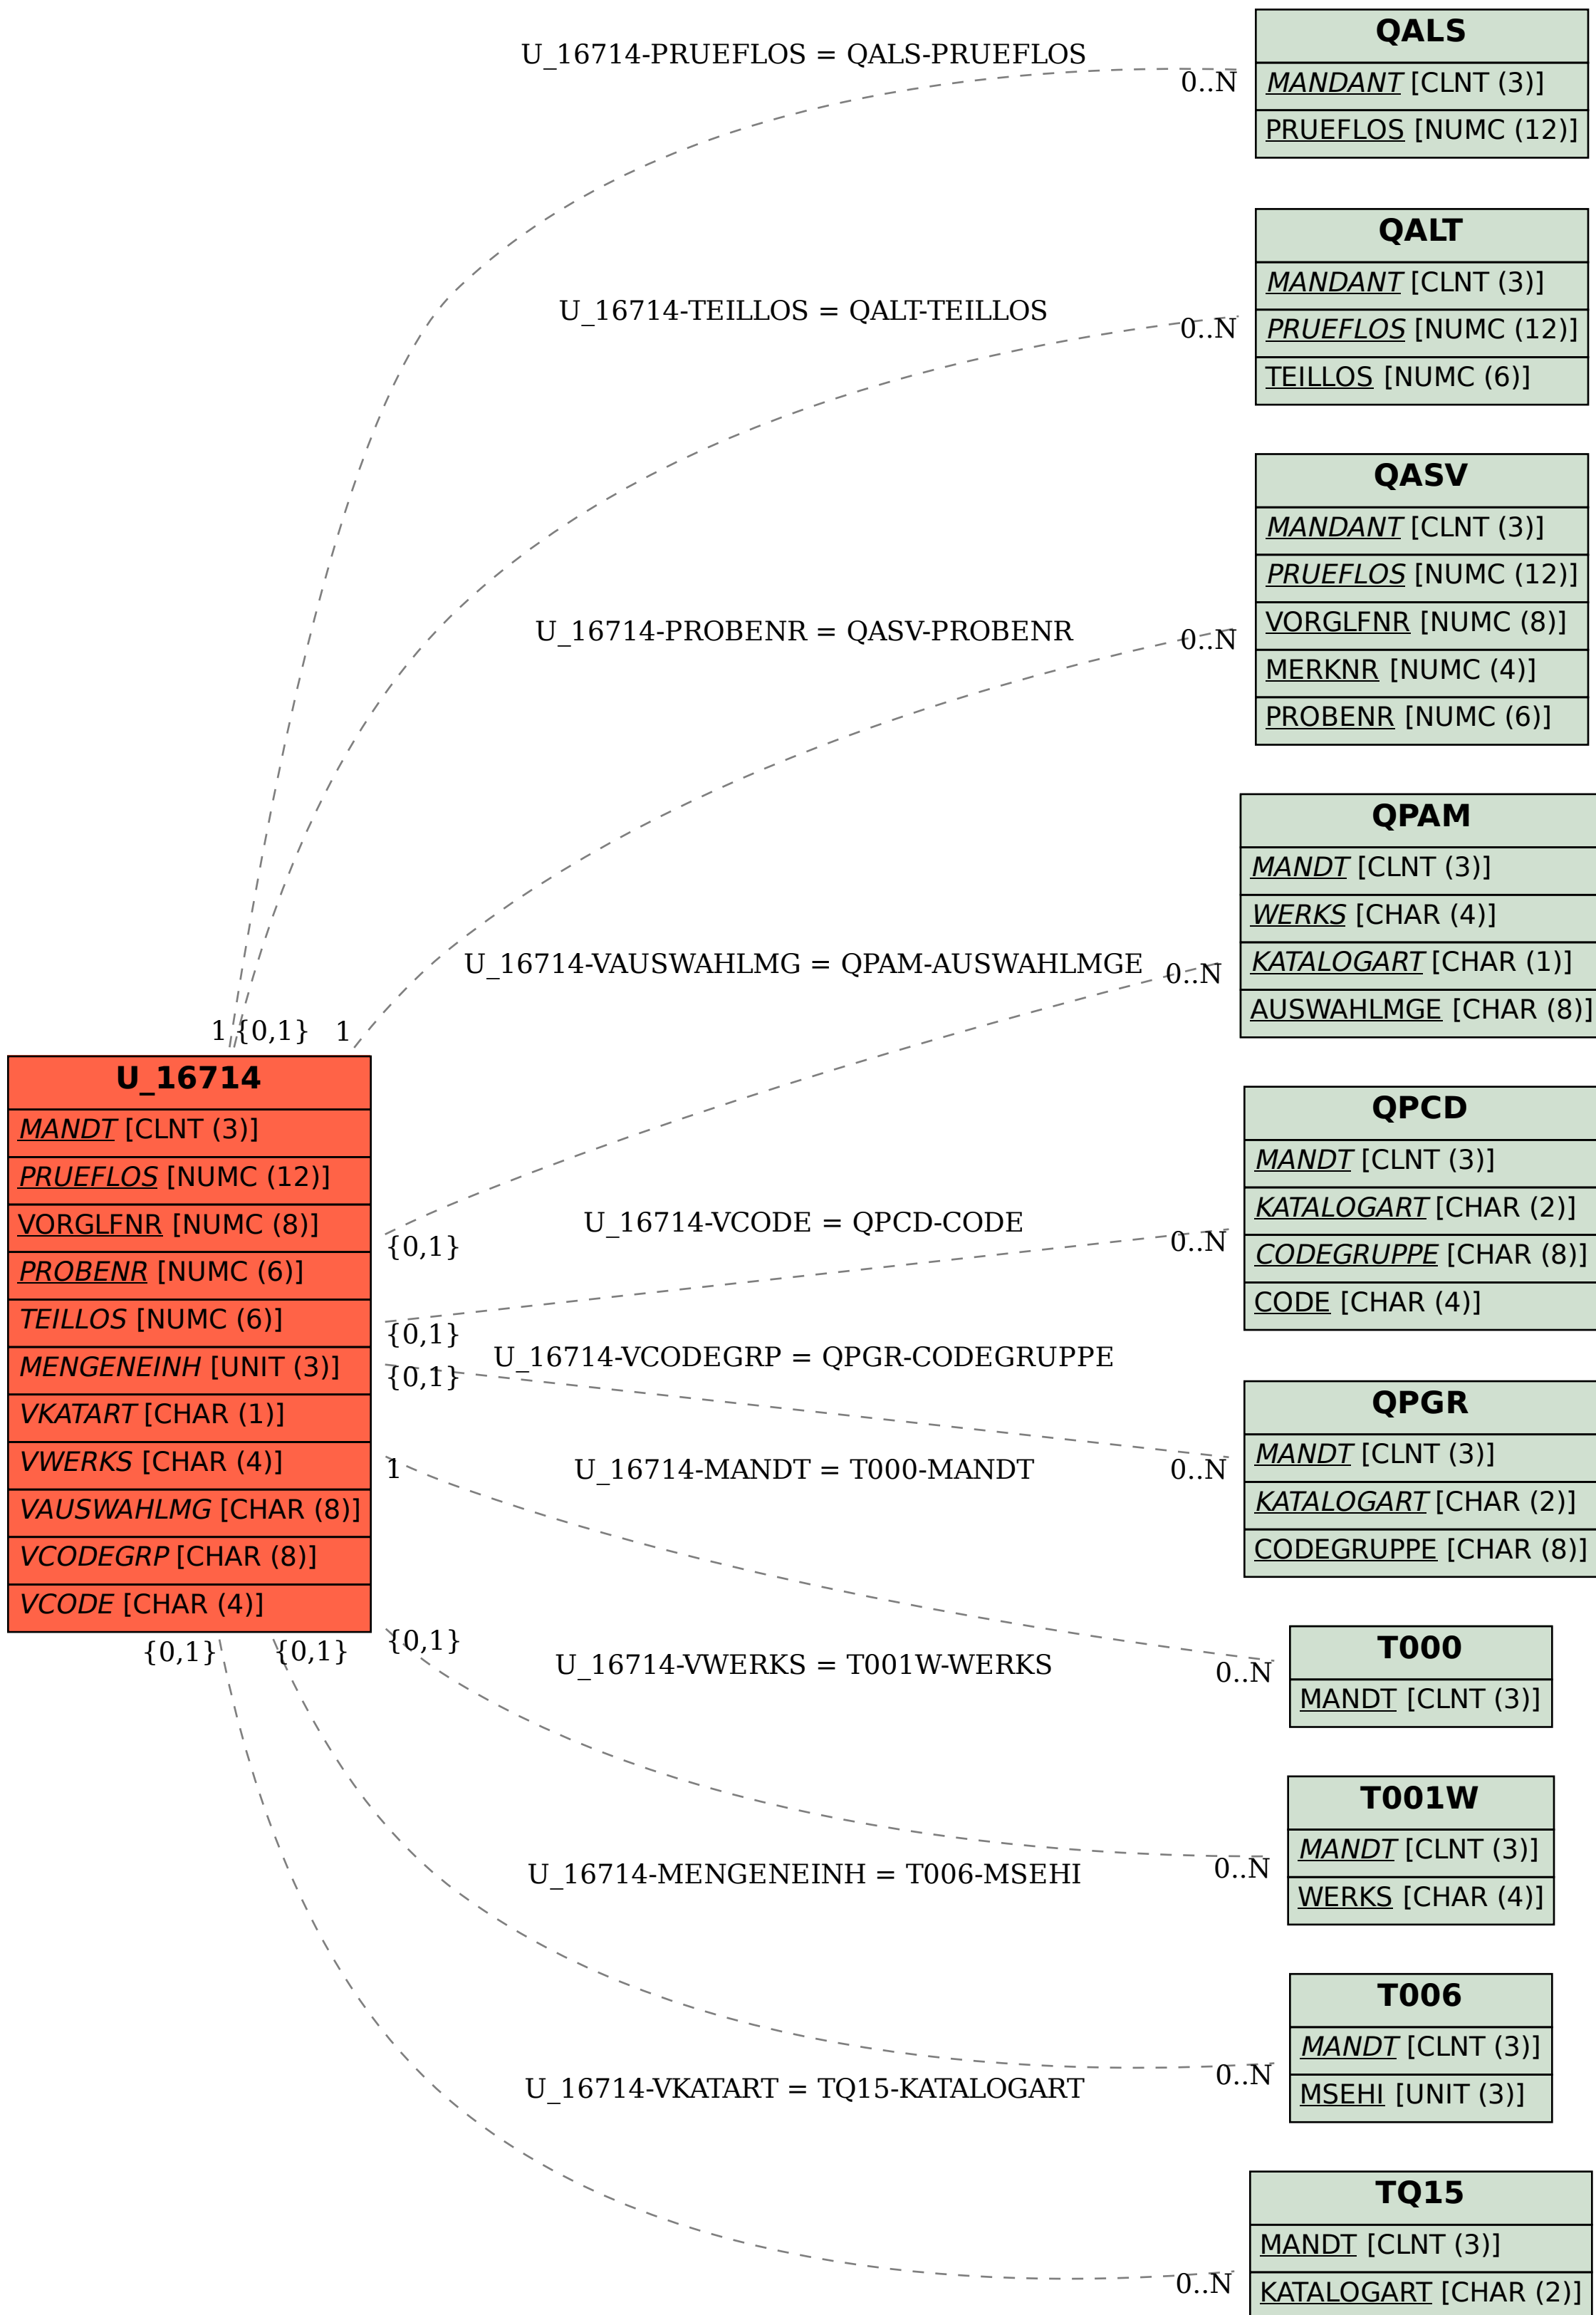 U_16714-PRUEFLOS = QALS-PRUEFLOS
0..N
QALS
MANDANT [CLNT (3)]
PRUEFLOS [NUMC (12)]
U_16714-TEILLOS = QALT-TEILLOS
0..N
QALT
MANDANT [CLNT (3)]
PRUEFLOS [NUMC (12)]
TEILLOS [NUMC (6)]
U_16714-PROBENR = QASV-PROBENR
0..N
QASV
MANDANT [CLNT (3)]
PRUEFLOS [NUMC (12)]
VORGLFNR [NUMC (8)]
MERKNR [NUMC (4)]
PROBENR [NUMC (6)]
U_16714-VAUSWAHLMG = QPAM-AUSWAHLMGE
0..N
QPAM
MANDT [CLNT (3)]
WERKS [CHAR (4)]
KATALOGART [CHAR (1)]
AUSWAHLMGE [CHAR (8)]
1 {0,1} 1
U_16714
MANDT [CLNT (3)]
PRUEFLOS [NUMC (12)]
VORGLFNR [NUMC (8)]
PROBENR [NUMC (6)]
TEILLOS [NUMC (6)]
MENGENEINH [UNIT (3)]
VKATART [CHAR (1)]
VWERKS [CHAR (4)]
VAUSWAHLMG [CHAR (8)]
VCODEGRP [CHAR (8)]
VCODE [CHAR (4)]
{0,1}
{0,1}
{0,1}
1
{0,1}
{0,1} {0,1}
U_16714-VCODE = QPCD-CODE
0..N
QPCD
MANDT [CLNT (3)]
KATALOGART [CHAR (2)]
CODEGRUPPE [CHAR (8)]
CODE [CHAR (4)]
U_16714-VCODEGRP = QPGR-CODEGRUPPE
0..N
QPGR
MANDT [CLNT (3)]
KATALOGART [CHAR (2)]
CODEGRUPPE [CHAR (8)]
U_16714-MANDT = T000-MANDT
0..N
T000
MANDT [CLNT (3)]
U_16714-VWERKS = T001W-WERKS
0..N
T001W
MANDT [CLNT (3)]
WERKS [CHAR (4)]
U_16714-MENGENEINH = T006-MSEHI
0..N
T006
MANDT [CLNT (3)]
MSEHI [UNIT (3)]
U_16714-VKATART = TQ15-KATALOGART
0..N
TQ15
MANDT [CLNT (3)]
KATALOGART [CHAR (2)]